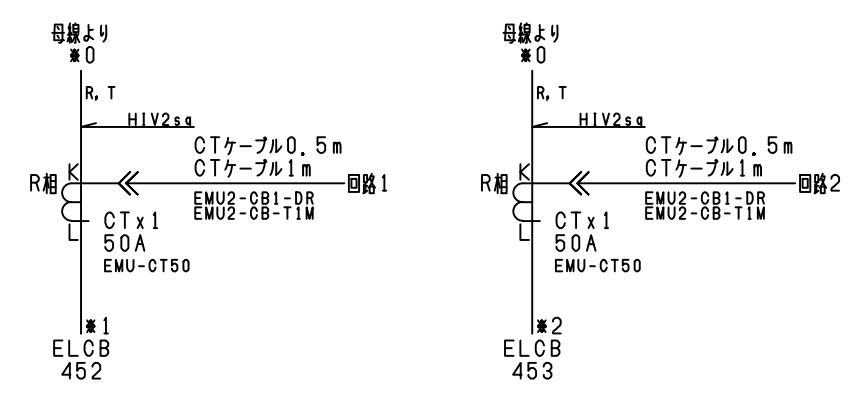 母線より
※0
R, T
HIV2sq
CTケーブル0.5m
CTケーブル1m
K
R相
回路1
EMU2-CB1-DR
EMU2-CB-T1M
CTx1
L
50A
EMU-CT50
※1
ELCB
452
母線より
※0
R, T
HIV2sq
CTケーブル0.5m
CTケーブル1m
K
R相
回路2
EMU2-CB1-DR
EMU2-CB-T1M
CTx1
L
50A
EMU-CT50
※2
ELCB
453